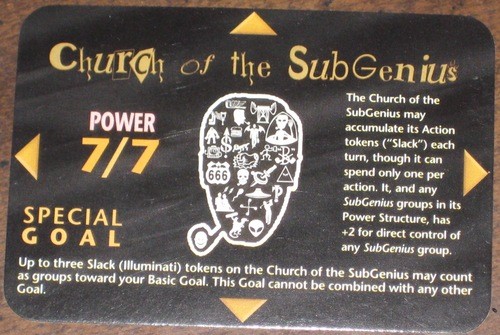 Church of the SubGenius
POWER
7/7
The Church of the
SubGenius may
accumulate its Action
tokens ("Slack") each
turn, though it can
spend only one per
action. It, and any
SubGenius groups in its
Power Structure, has
+2 for direct control of
any SubGenius group.
666
SPECIAL
GOAL
Up to three Slack (Illuminati) tokens on the Church of the SubGenius may count
as groups toward your Basic Goal. This Goal cannot be combined with any other
Goal.